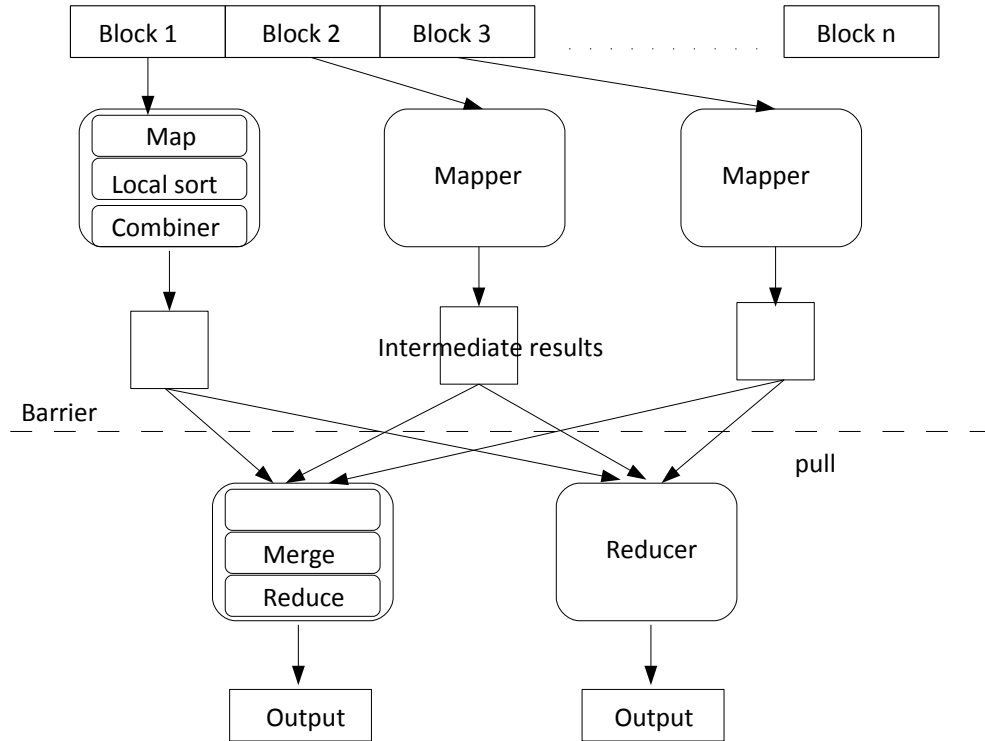 Block 1 Block 2 Block 3 . . . . . . . . . . . Block n
Map
Local sort
Combiner
Mapper
Mapper
Intermediate results
Barrier
pull
Merge
Reduce
Reducer
Output
Output